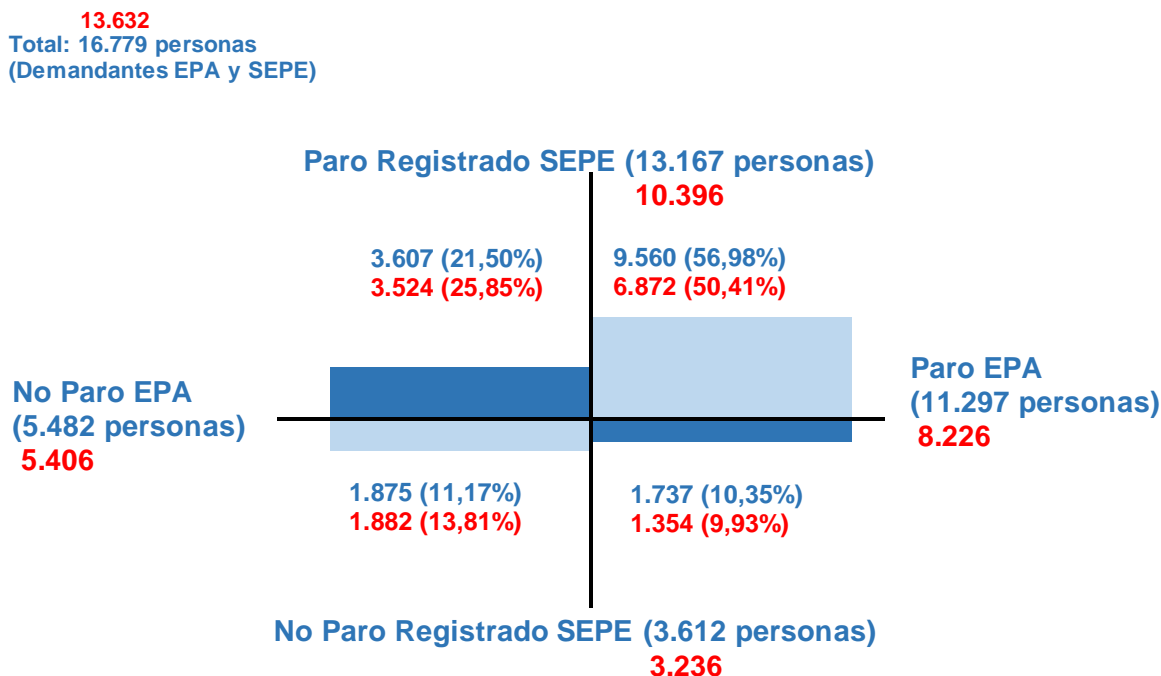 13.632
Total: 16.779 personas
(Demandantes EPA y SEPE)
Paro Registrado SEPE (13.167 personas)
10.396
3.607 (21,50%)
3.524 (25,85%)
9.560 (56,98%)
6.872 (50,41%)
No Paro EPA
(5.482 personas)
5.406
Paro EPA
(11.297 personas)
8.226
1.875 (11,17%)
1.882 (13,81%)
1.737 (10,35%)
1.354 (9,93%)
No Paro Registrado SEPE (3.612 personas)
3.236